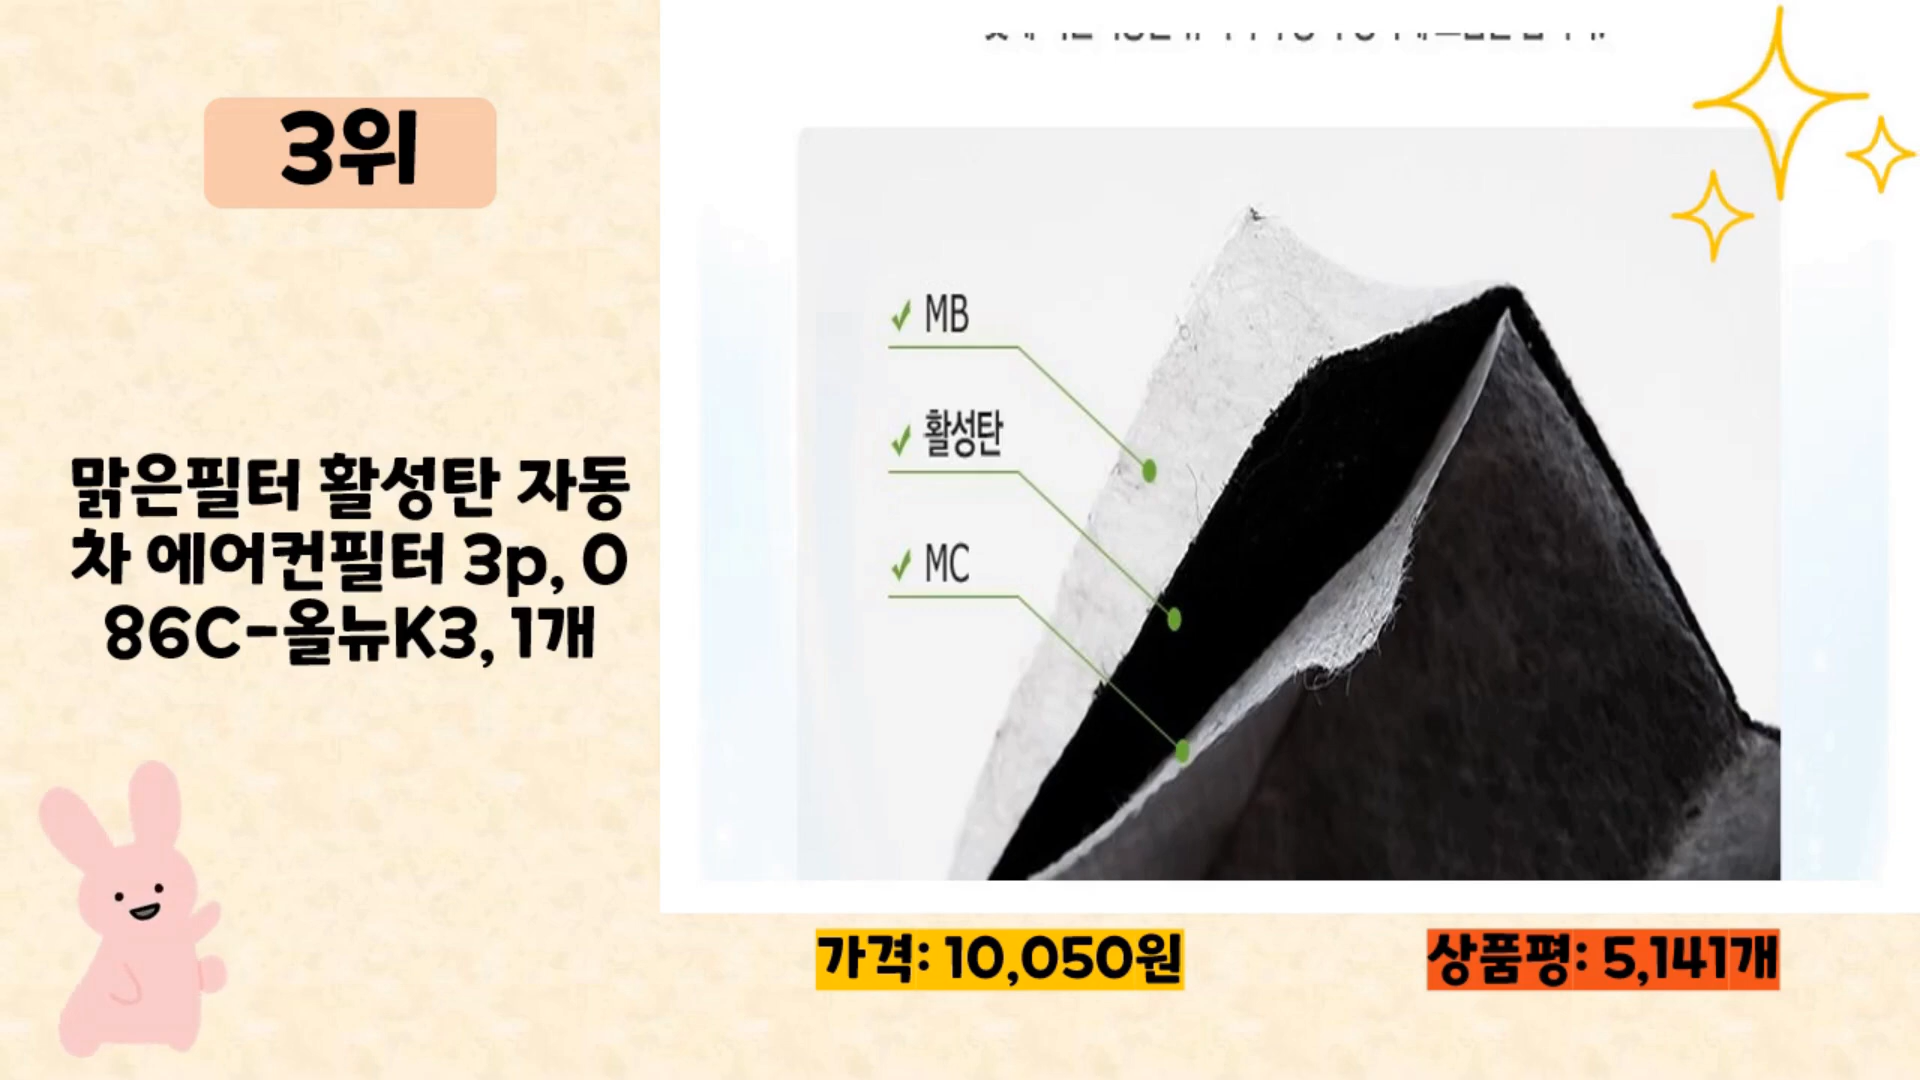 3위
맑은필터 활성탄 자동
차 에어컨필터 3p, 0
86C-올뉴K3, 1개
MB
활성탄
MC
가격: 10,050원
상품평: 5,141개